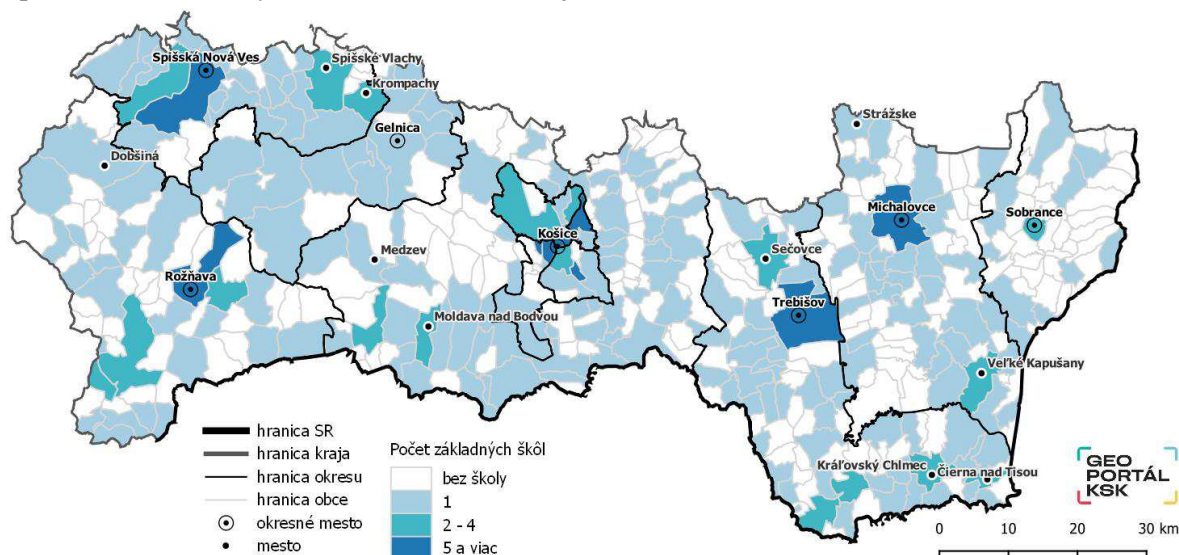 Spišská Nová Ves
Spišské Vlachy
Krompachy
Gelnica
Dobšiná
Strážske
Michalovce
Sobrance
Košice
Medzev
Sečovce
Rožňava
Trebišov
Moldava nad Bodvou
Veľké Kapušany
Kráľovský Chlmec
Čierna nad Tisou
hranica SR
hranica kraja
hranica okresu
hranica obce
okresné mesto
mesto
Počet základných škôl
bez školy
1
2 - 4
5 a viac
GEO
PORTÁL
KSK
0 10 20 30 km